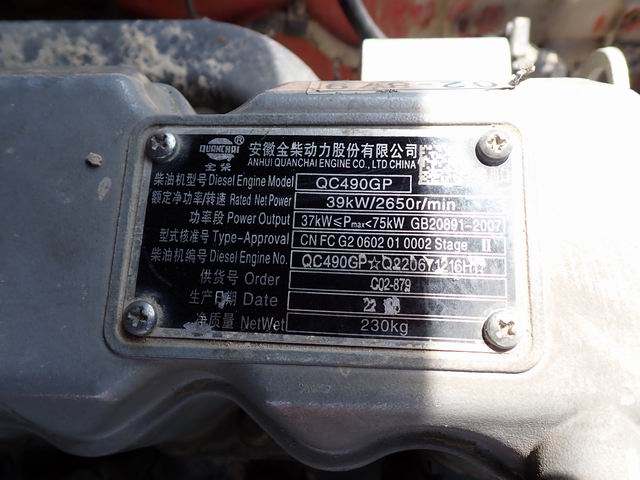 QUANCHAI ®
全柴
安徽全柴动力股份有限公司
ANHUI QUANCHAI ENGINE CO., LTD CHINA
柴油机型号 Diesel Engine Model QC490GP
额定净功率/转速 Rated Net Power 39kW/2650r/min
功率段 Power Output 37kW≤Pmax<75kW GB20891-2007
型式核准号 Type-Approval CN FC G2 0602 01 0002 Stage II
柴油机编号 Diesel Engine No. QC490GP☆Q220671216H☆
供货号 Order C02-879
生产日期 Date 22
净质量 NetWet 230kg